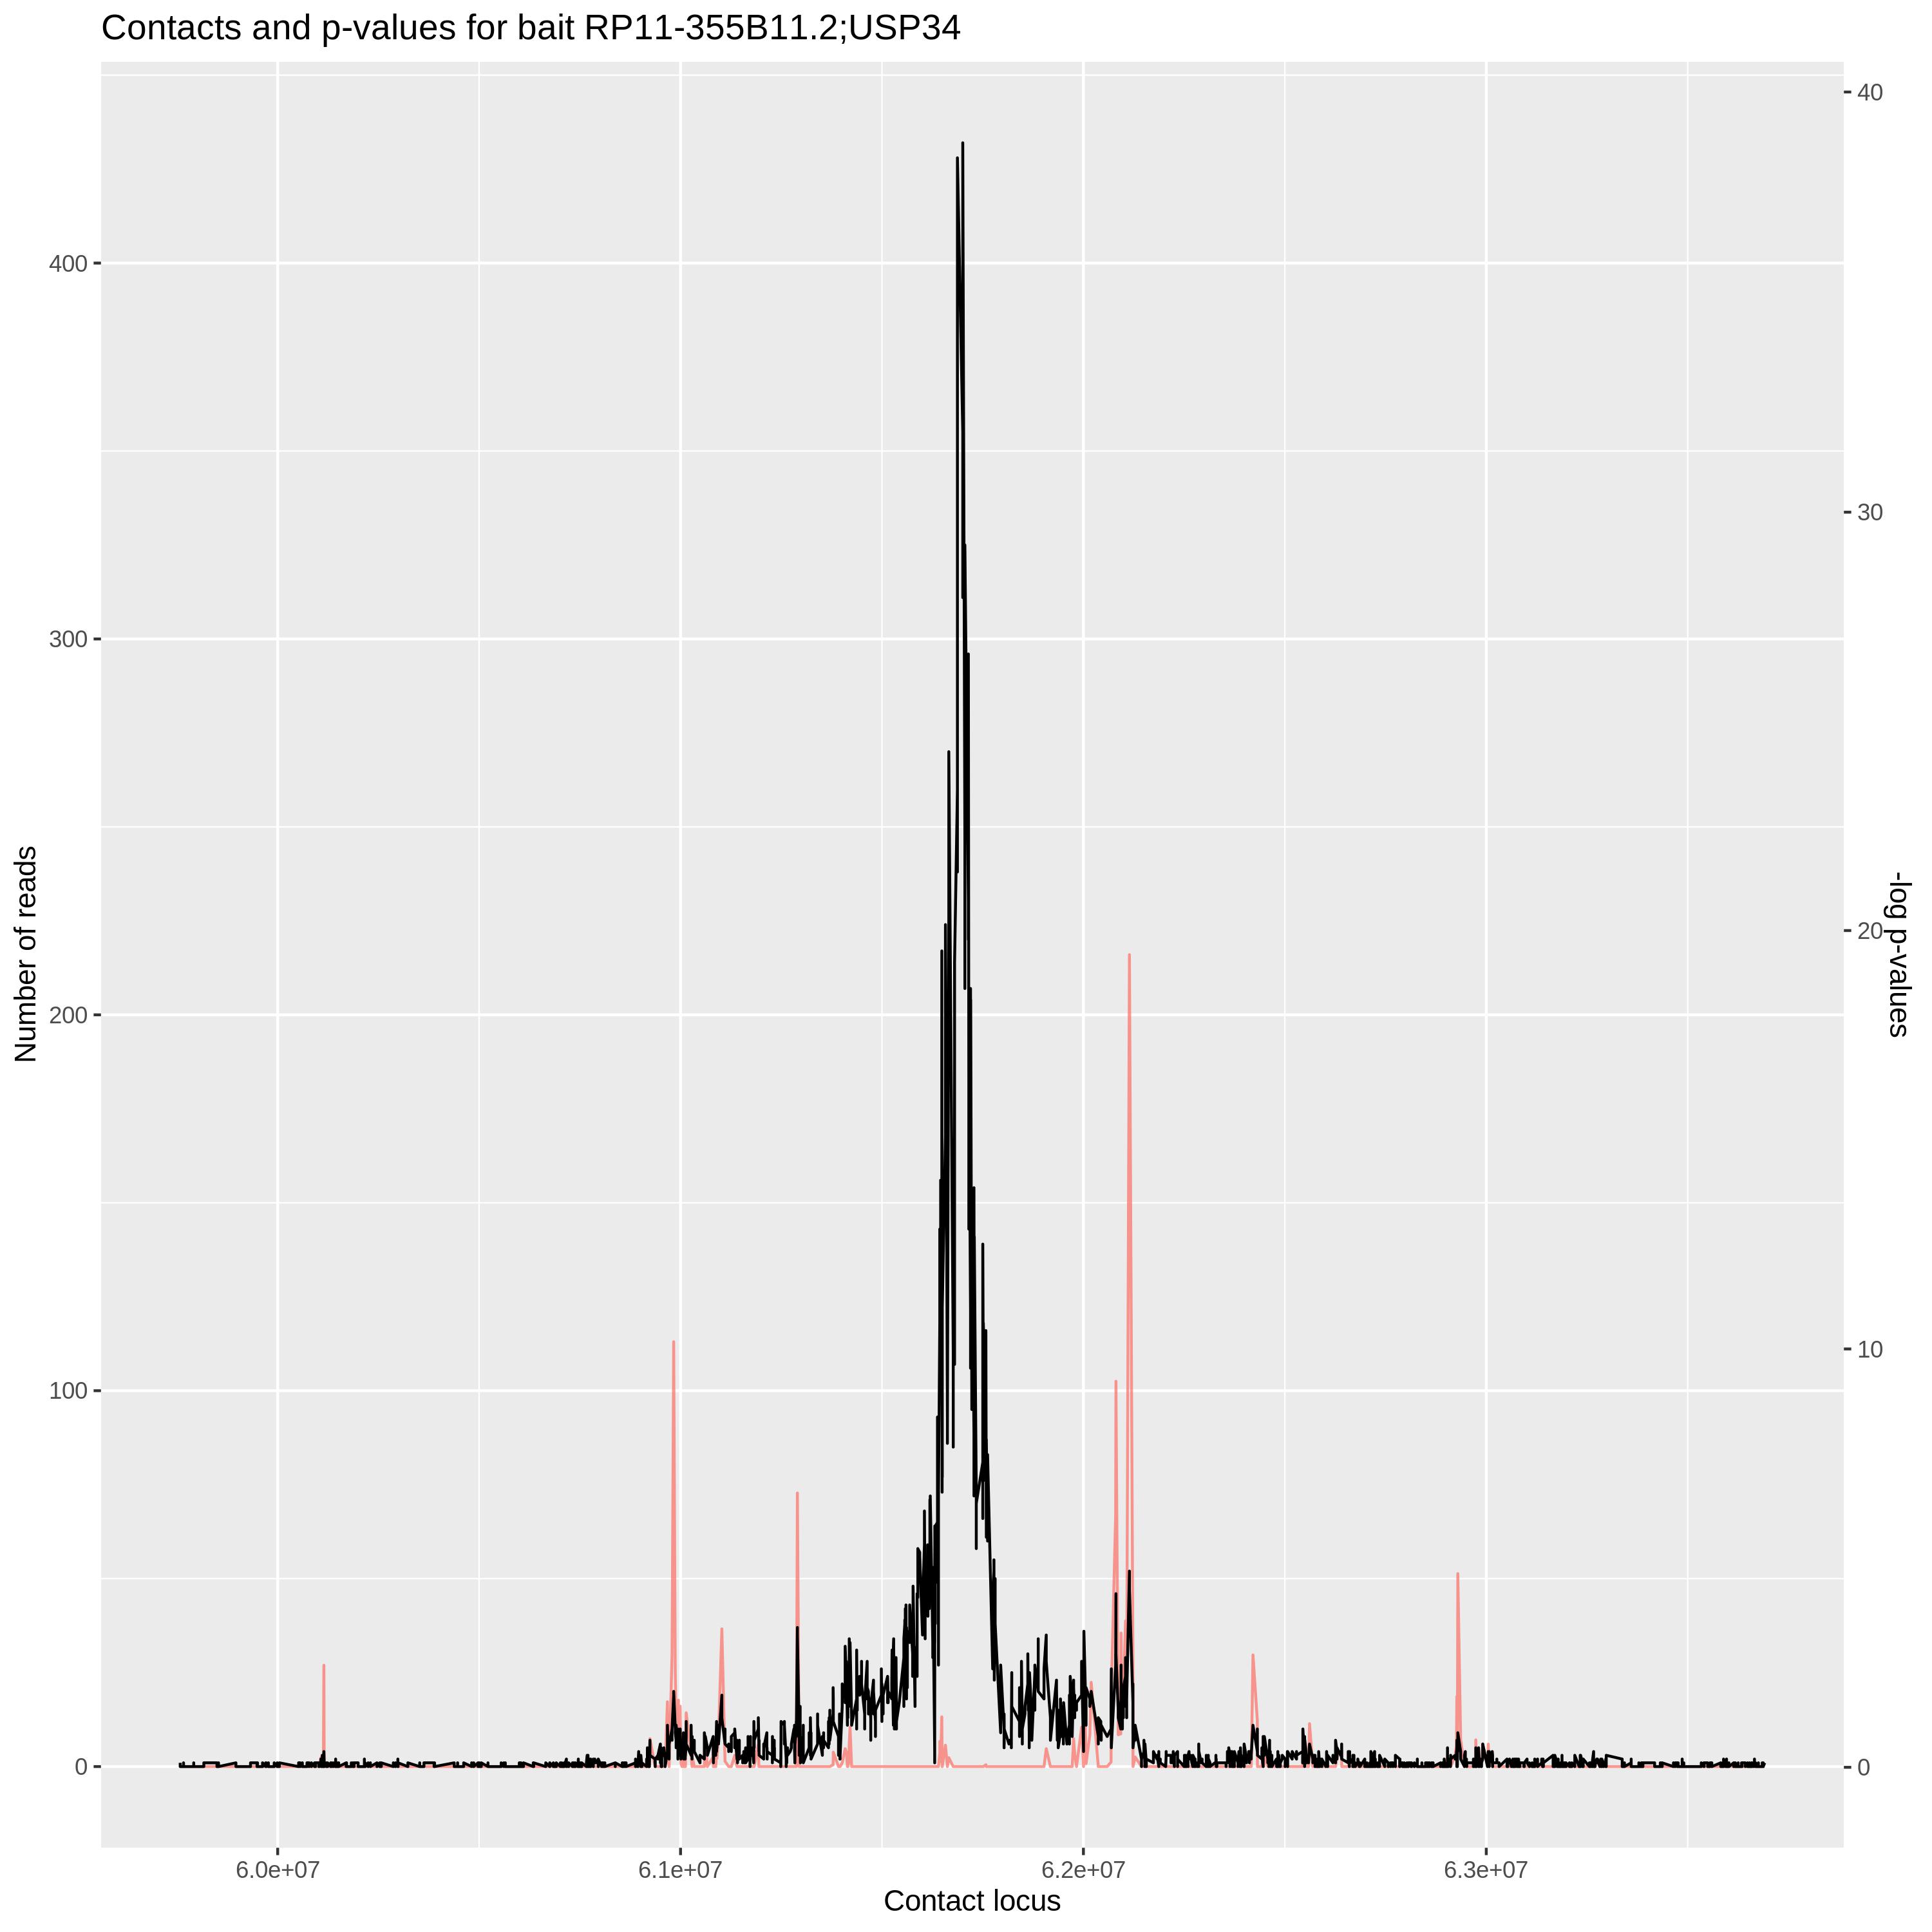 Contacts and p-values for bait RP11-355B11.2;USP34
40
400
30
300
Number of reads
-log p-values
20
200
10
100
0
0
6.0e+07
6.1e+07
6.2e+07
6.3e+07
Contact locus